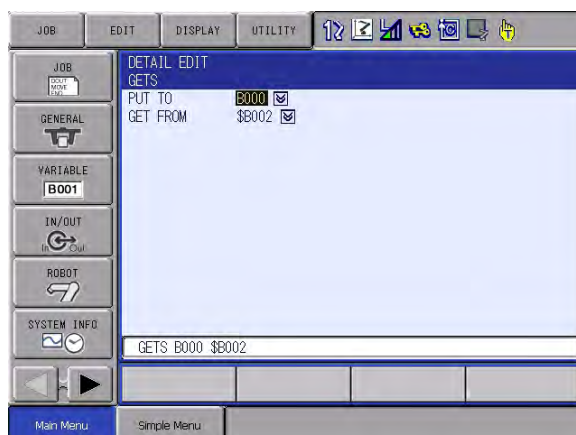 JOB EDIT DISPLAY UTILITY
JOB
DOUT
MOVE
END
GENERAL
VARIABLE
B001
IN/OUT
In Out
ROBOT
SYSTEM INFO
DETAIL EDIT
GETS
PUT TO B000
GET FROM $B002
GETS B000 $B002
Main Menu Simple Menu